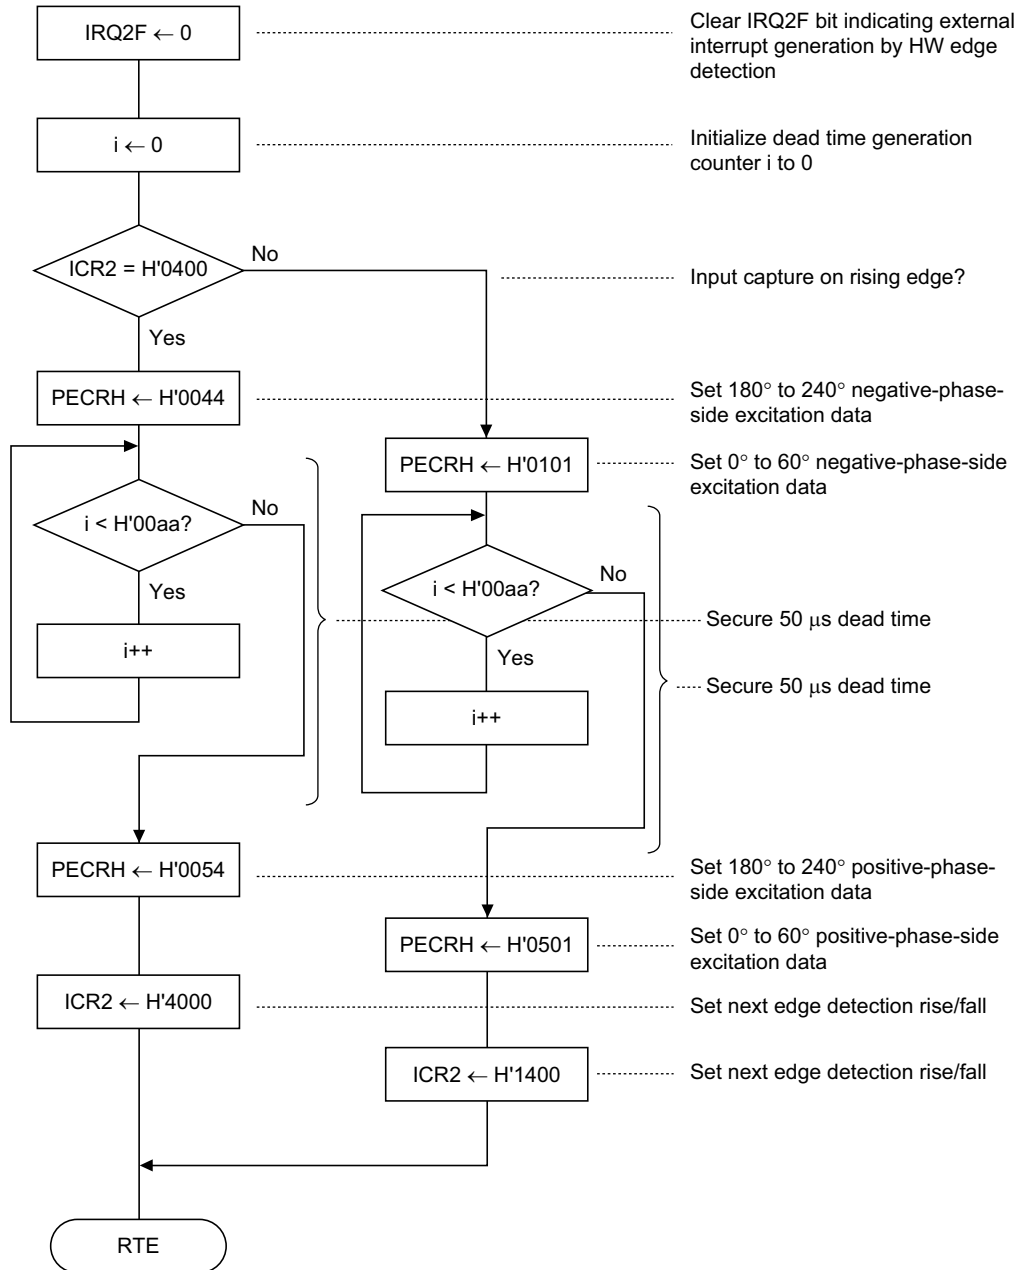 IRQ2F ← 0
Clear IRQ2F bit indicating external
interrupt generation by HW edge
detection
i ← 0
Initialize dead time generation
counter i to 0
ICR2 = H'0400
No
Input capture on rising edge?
Yes
PECRH ← H'0044
Set 180° to 240° negative-phase-
side excitation data
PECRH ← H'0101
Set 0° to 60° negative-phase-side
excitation data
i < H'00aa?
No
Yes
i++
i < H'00aa?
No
Yes
i++
Secure 50 μs dead time
Secure 50 μs dead time
PECRH ← H'0054
Set 180° to 240° positive-phase-
side excitation data
PECRH ← H'0501
Set 0° to 60° positive-phase-side
excitation data
ICR2 ← H'4000
Set next edge detection rise/fall
ICR2 ← H'1400
Set next edge detection rise/fall
RTE